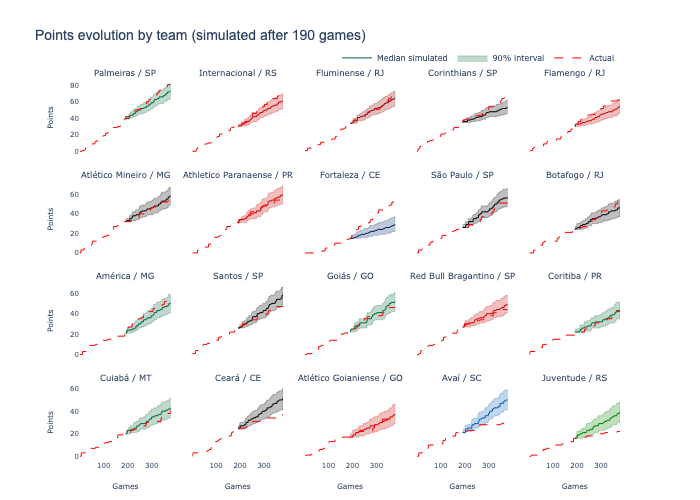 Points evolution by team (simulated after 190 games)
Median simulated 90% interval Actual
Palmeiras / SP Internacional / RS Fluminense / RJ Corinthians / SP Flamengo / RJ
80
60
40
20
0
Points
Atlético Mineiro / MG Athletico Paranaense / PR Fortaleza / CE São Paulo / SP Botafogo / RJ
60
40
20
0
Points
América / MG Santos / SP Goiás / GO Red Bull Bragantino / SP Coritiba / PR
60
40
20
0
Points
Cuiabá / MT Ceará / CE Atlético Goianiense / GO Avaí / SC Juventude / RS
60
40
20
0
Points
100 200 300 100 200 300 100 200 300 100 200 300 100 200 300
Games Games Games Games Games